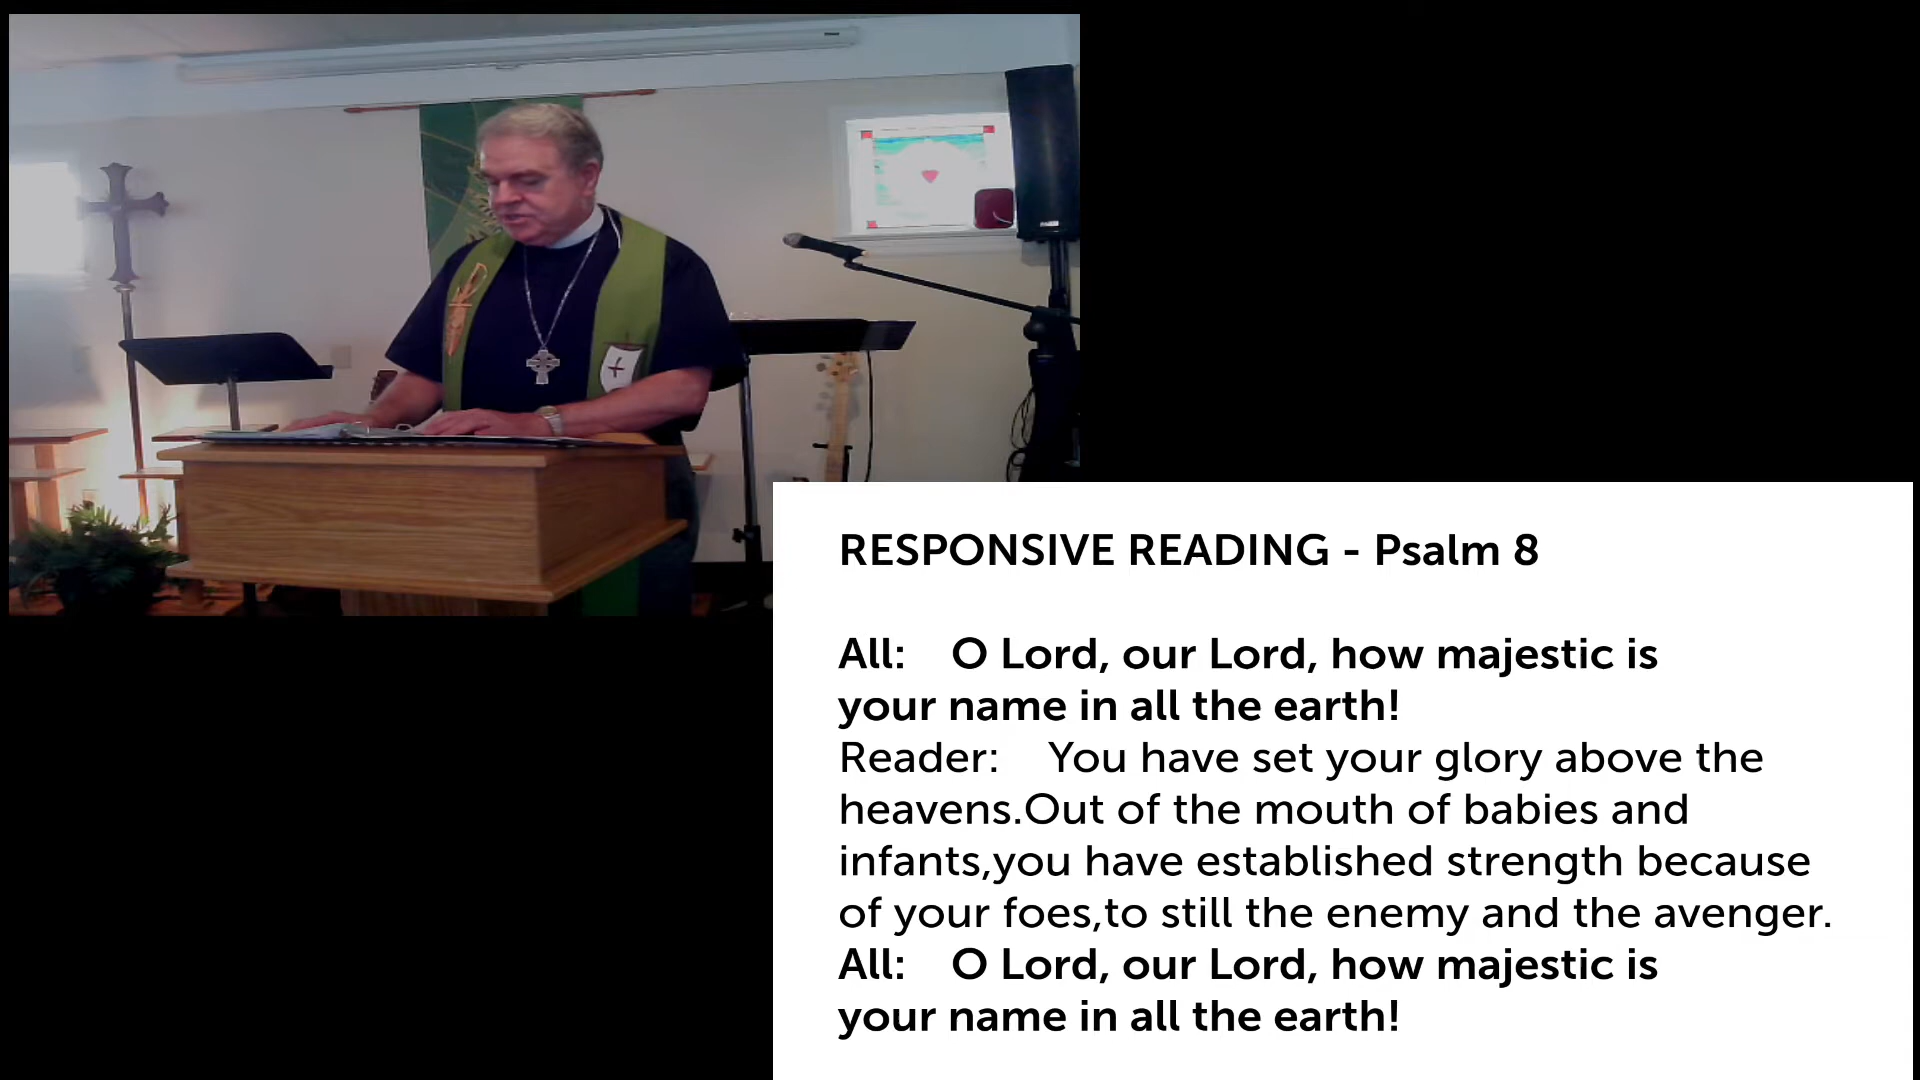 RESPONSIVE READING - Psalm 8
All: O Lord, our Lord, how majestic is
your name in all the earth!
Reader: You have set your glory above the
heavens.Out of the mouth of babies and
infants,you have established strength because
of your foes,to still the enemy and the avenger.
All: O Lord, our Lord, how majestic is
your name in all the earth!